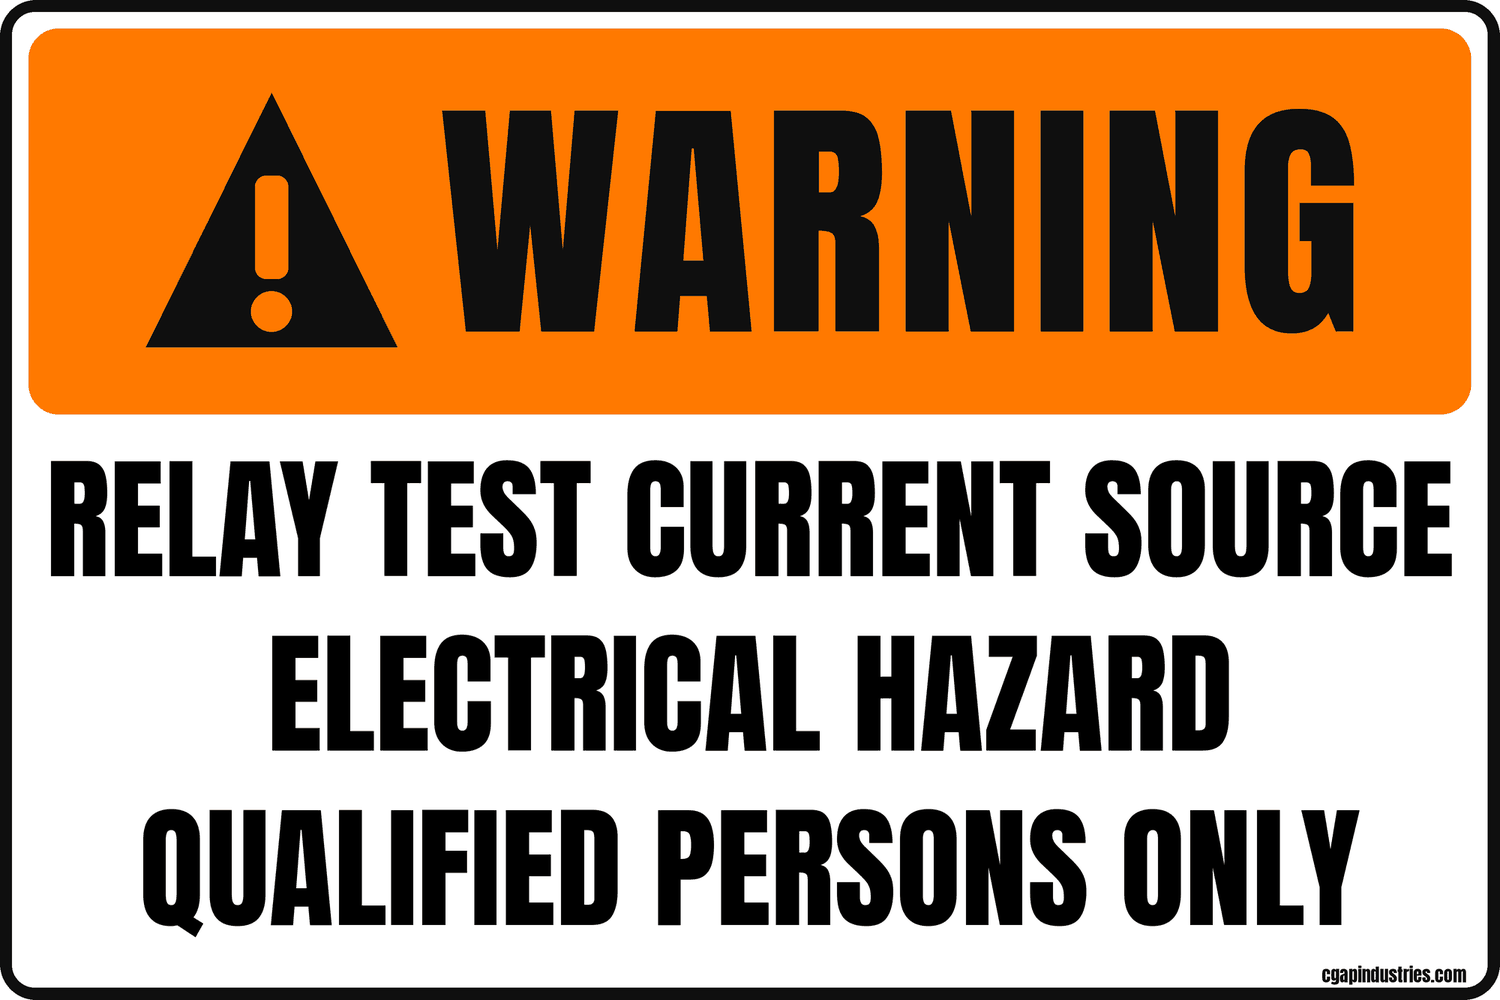 WARNING
RELAY TEST CURRENT SOURCE
ELECTRICAL HAZARD
QUALIFIED PERSONS ONLY
cgapindustries.com